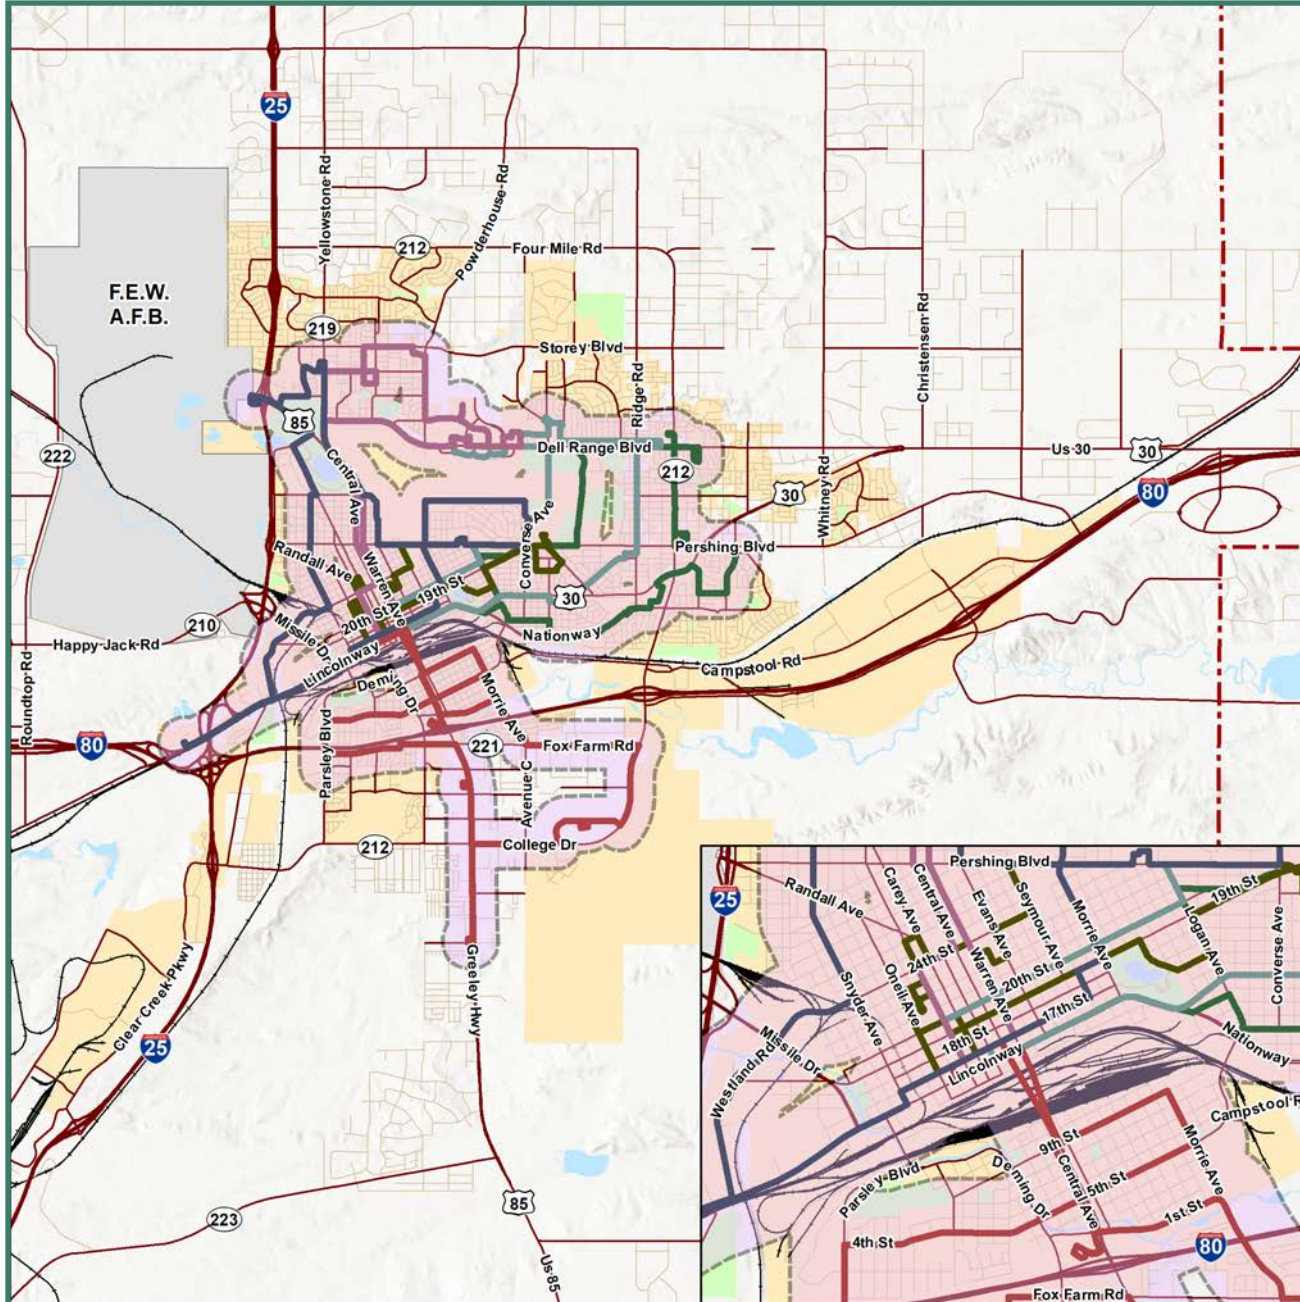 25
Yellowstone Rd
Powderhouse Rd
212
Four Mile Rd
F.E.W.
A.F.B.
219
Storey Blvd
Christensen Rd
Ridge Rd
85
Dell Range Blvd
Us 30
30
222
Central Ave
212
30
Whitney Rd
80
Converse Ave
Randall Ave
Warren Ave
Pershing Blvd
19th St
30
20th St
210
Missile Dr
Nationway
Happy Jack Rd
Lincolnway
Campstool Rd
Roundtop Rd
Deming Dr
Morrie Ave
Parsley Blvd
80
221
Fox Farm Rd
Avenue C
212
College Dr
Greeley Hwy
Clear Creek Pkwy
25
85
223
Us 85
Pershing Blvd
25
Randall Ave
Carey Ave
Central Ave
Evans Ave
Seymour Ave
Morrie Ave
19th St
Logan Ave
Converse Ave
24th St
Warren Ave
20th St
Oneil Ave
Snyder Ave
17th St
18th St
Lincolnway
Nationway
Missile Dr
Westland Rd
Campstool R
9th St
Morrie Ave
Parsley Blvd
Deming Dr
Central Ave
5th St
1st St
4th St
80
Fox Farm Rd